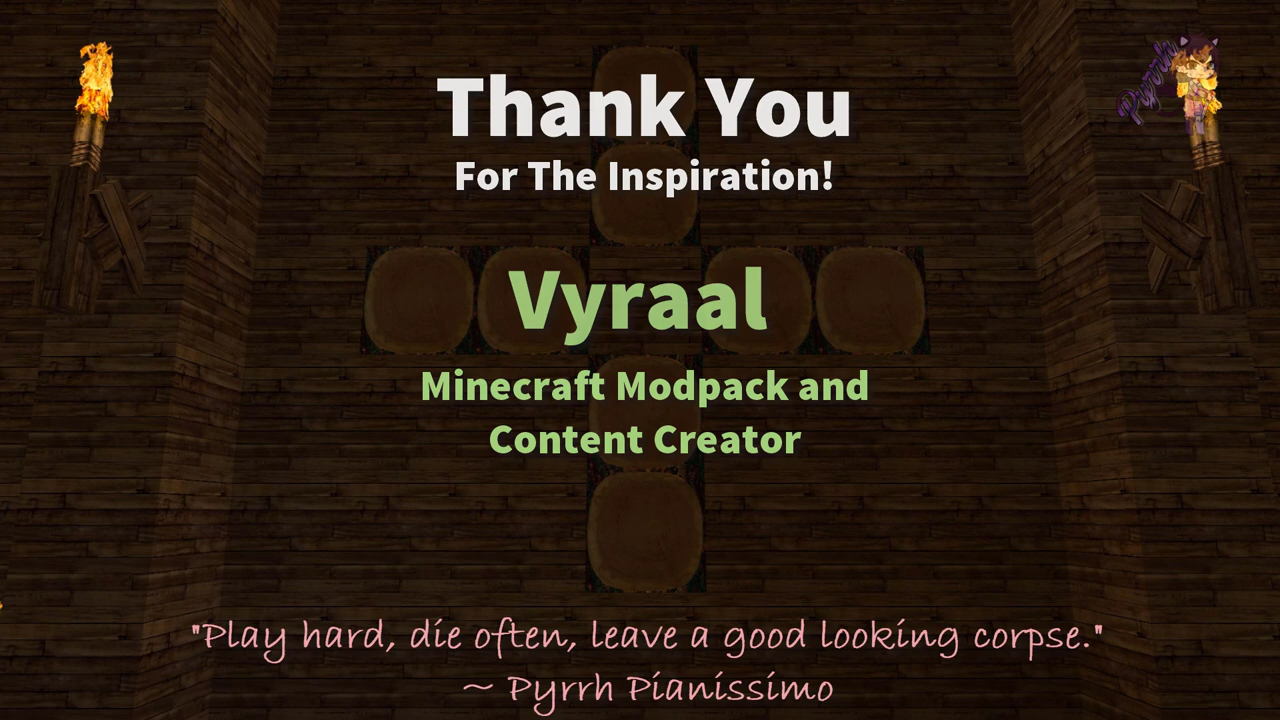 Pyrrh
Thank You
For The Inspiration!
Vyraal
Minecraft Modpack and
Content Creator
"Play hard, die often, leave a good looking corpse."
~ Pyrrh Pianissimo